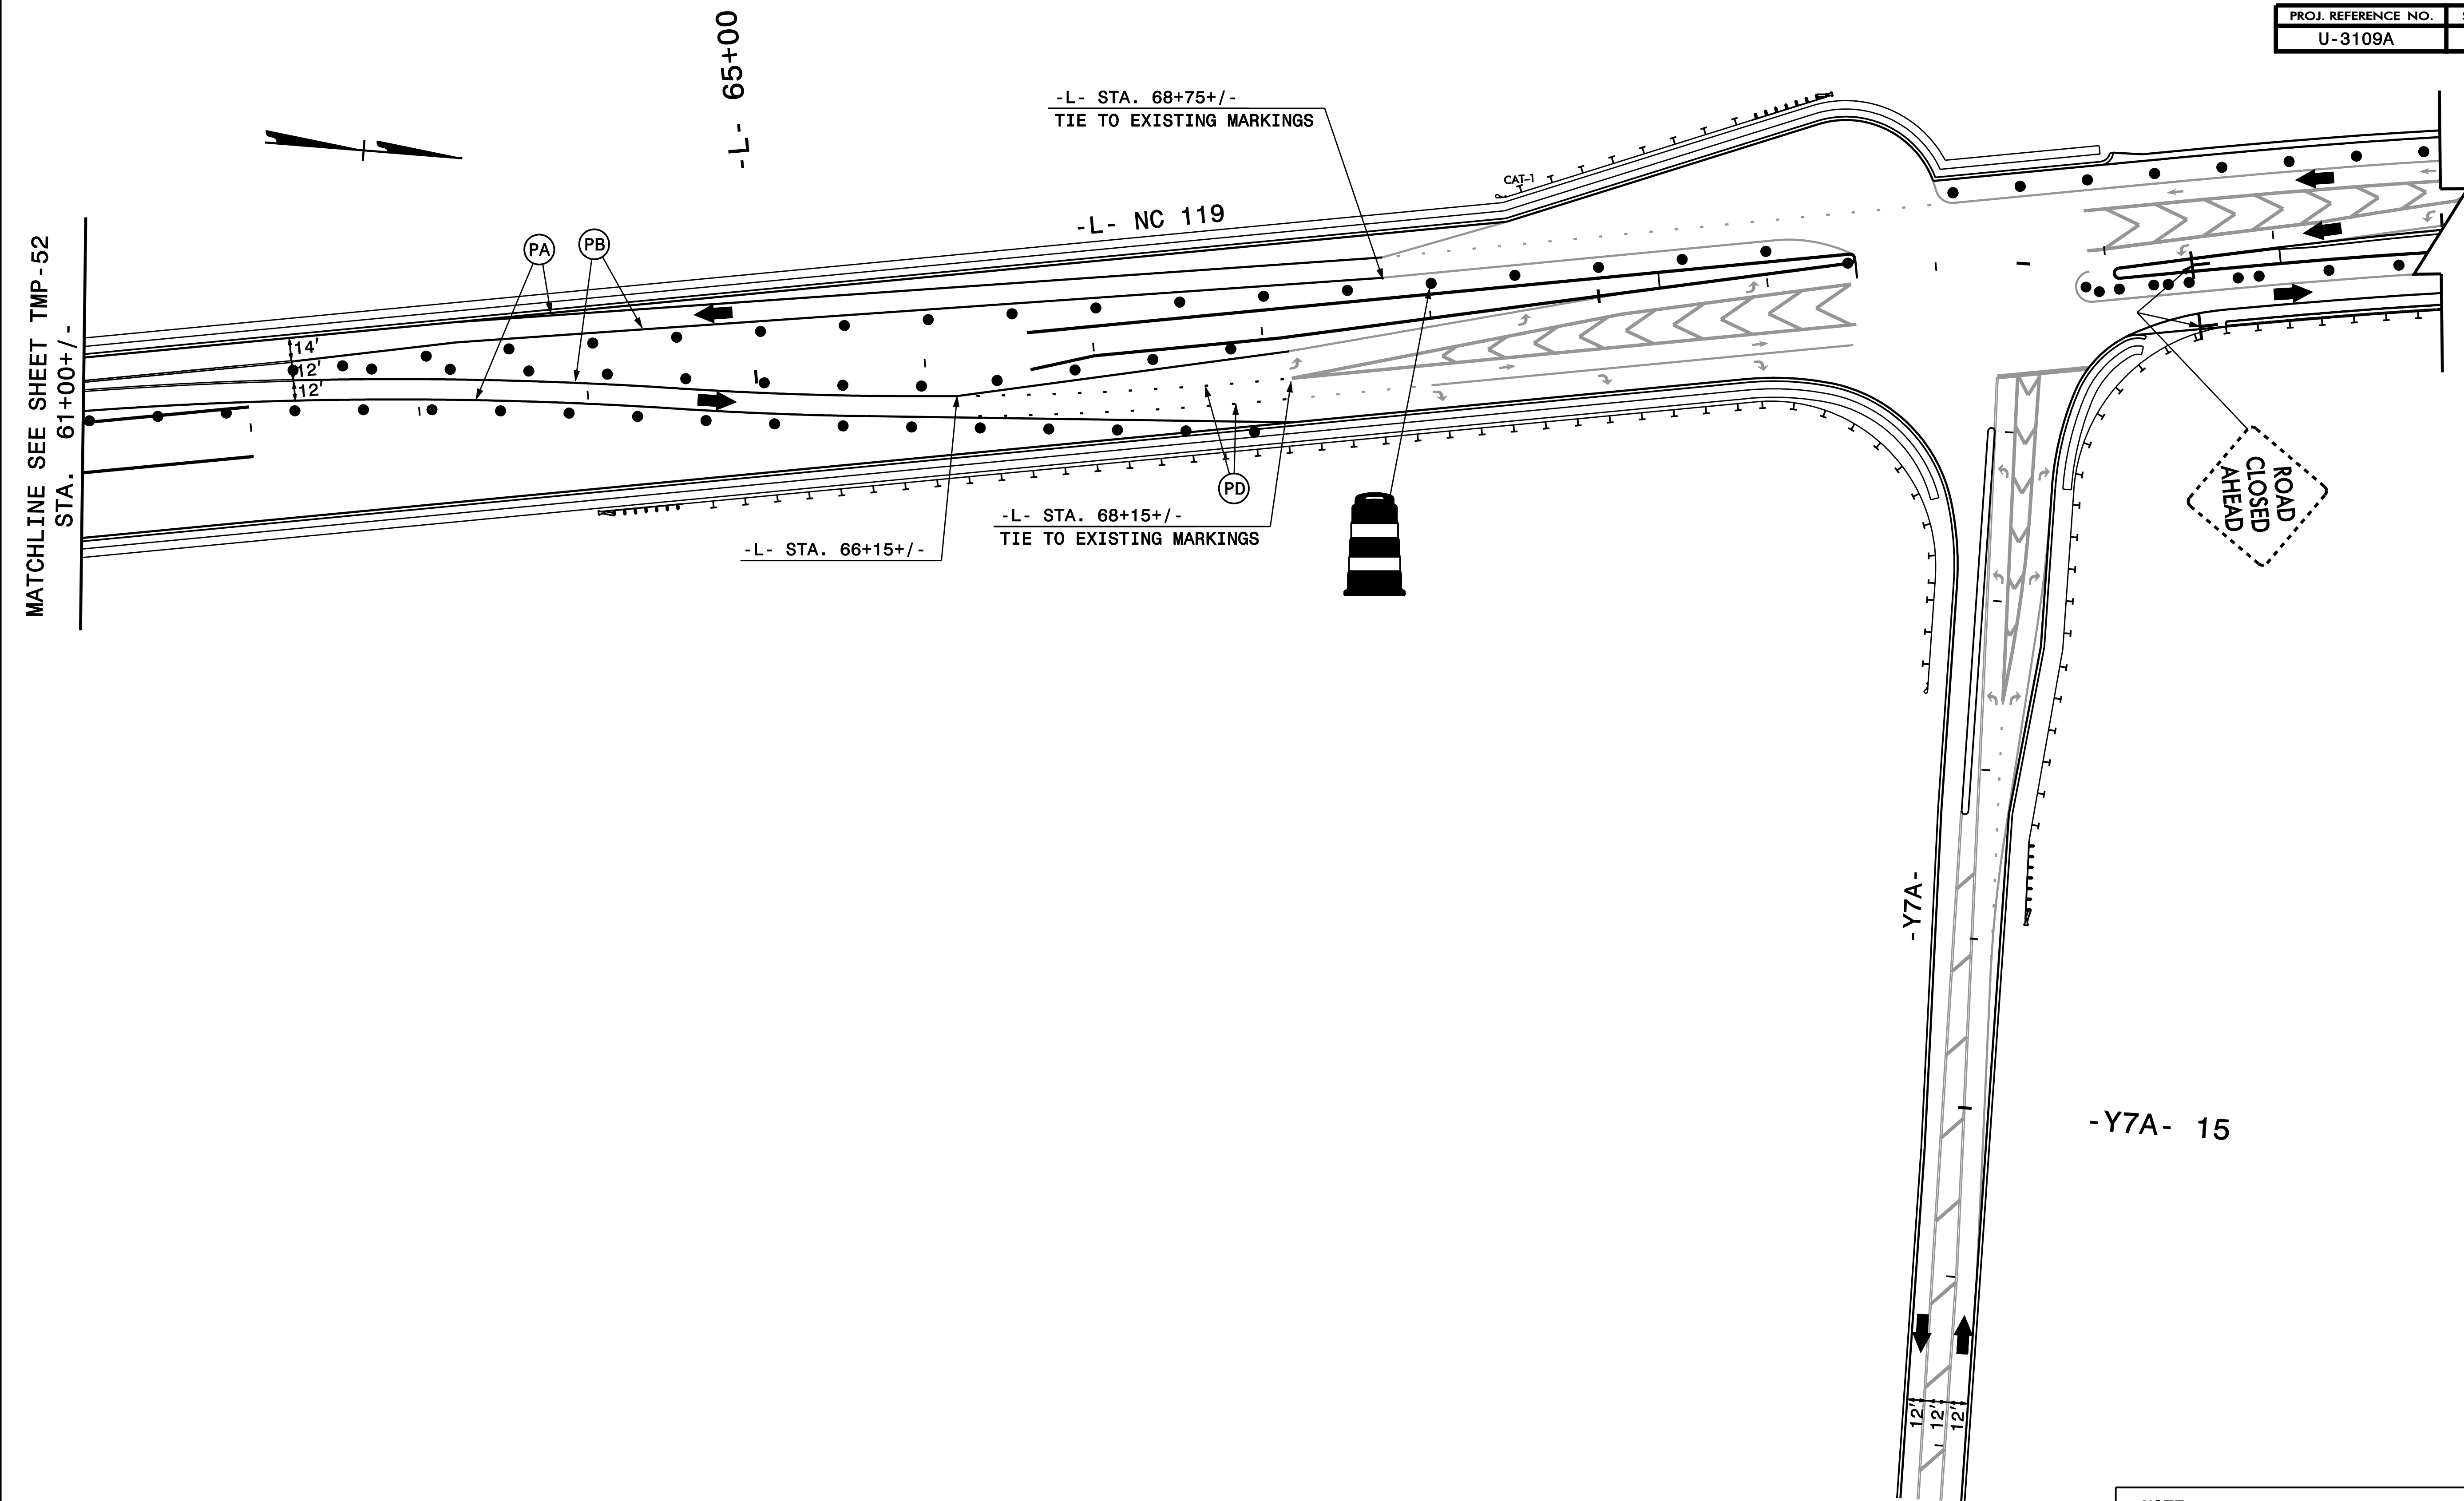 PROJ. REFERENCE NO.
U-3109A
-L- 65+00
-L- STA. 68+75+/-
TIE TO EXISTING MARKINGS
CAT-1
-L- NC 119
PA
PB
MATCHLINE SEE SHEET TMP-52
STA. 61+00+/-
14'
12'
12'
PD
-L- STA. 68+15+/-
TIE TO EXISTING MARKINGS
-L- STA. 66+15+/-
ROAD
CLOSED
AHEAD
-Y7A-
-Y7A- 15
12'
12'
12'